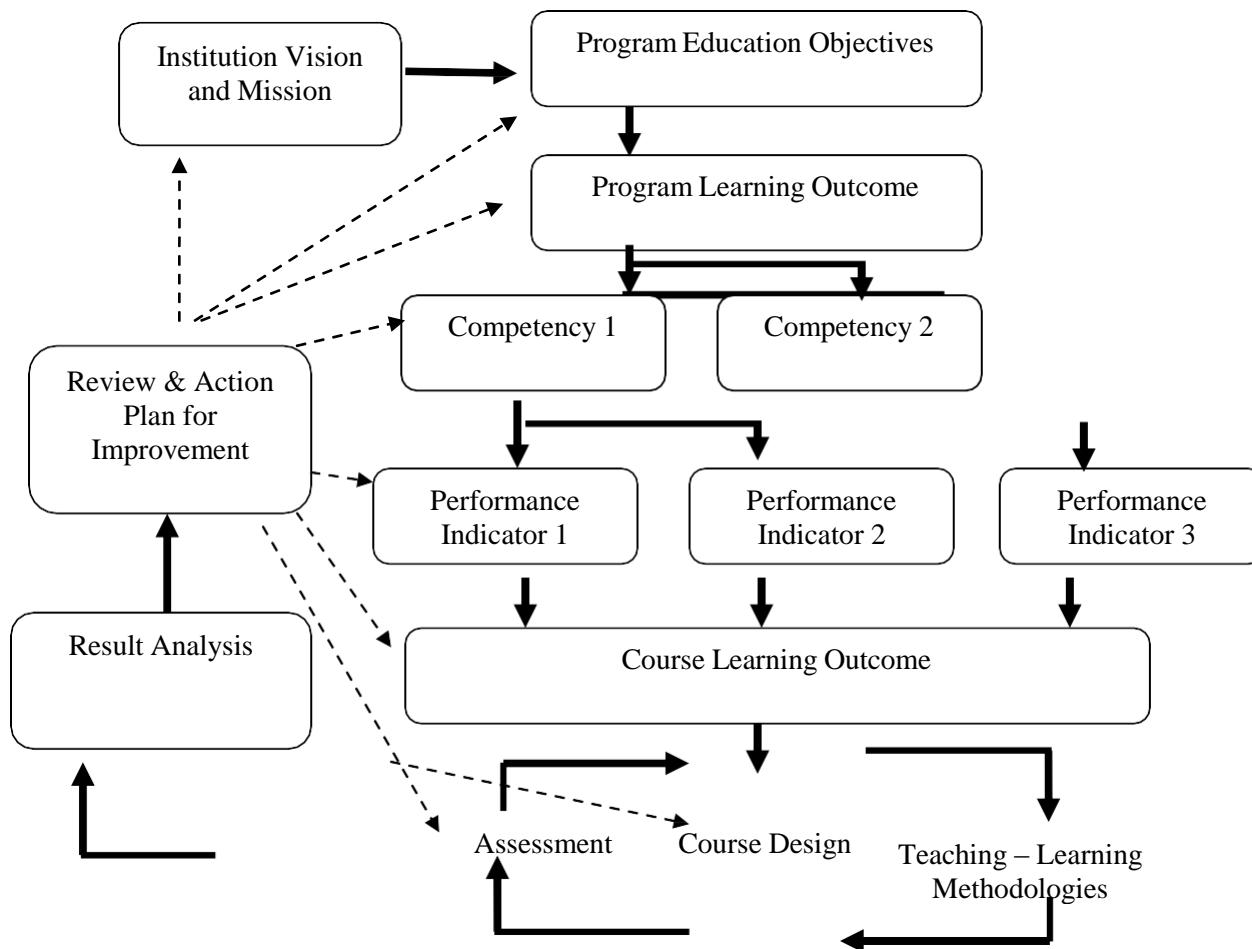 Institution Vision
and Mission
Program Education Objectives
Program Learning Outcome
Competency 1
Competency 2
Review & Action
Plan for
Improvement
Performance
Indicator 1
Performance
Indicator 2
Performance
Indicator 3
Result Analysis
Course Learning Outcome
Assessment
Course Design
Teaching – Learning
Methodologies